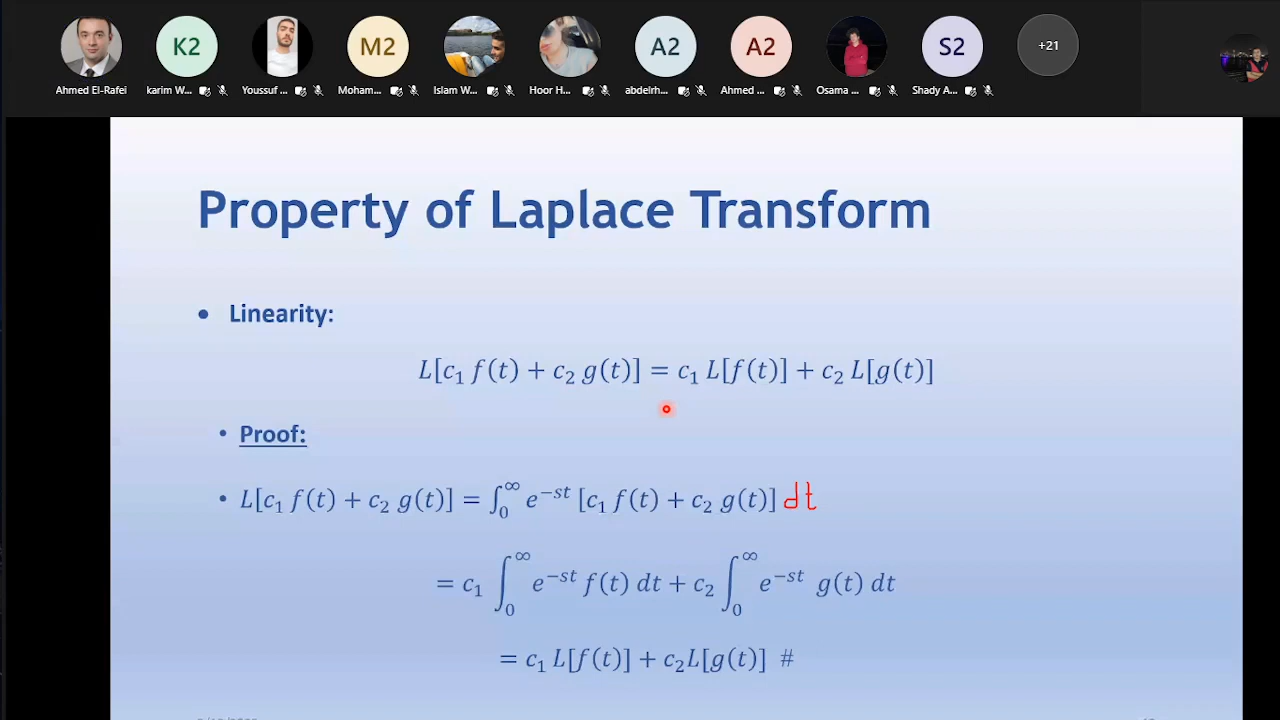 K2 M2 A2 A2 S2 +21
Ahmed El-Rafei karim W... Youssuf ... Moham... Islam W... Hoor H... abdelrh... Ahmed ... Osama ... Shady A...
Property of Laplace Transform
• Linearity:
L[c₁ f(t) + c₂ g(t)] = c₁ L[f(t)] + c₂ L[g(t)]
• Proof:
• L[c₁ f(t) + c₂ g(t)] = ∫₀^∞ e^{−st} [c₁ f(t) + c₂ g(t)] dt
= c₁ ∫₀^∞ e^{−st} f(t) dt + c₂ ∫₀^∞ e^{−st} g(t) dt
= c₁ L[f(t)] + c₂L[g(t)] #